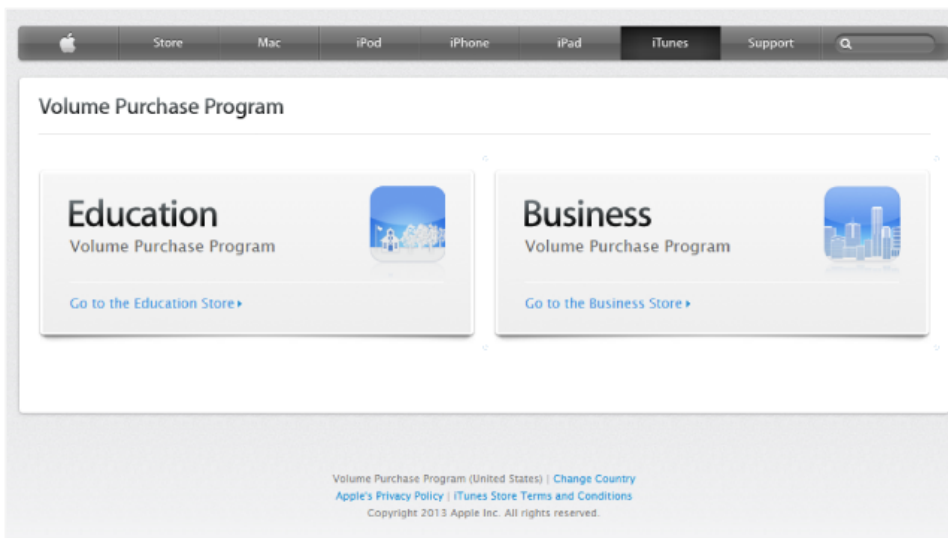 Store Mac iPod iPhone iPad iTunes Support
Volume Purchase Program
Education
Volume Purchase Program
Go to the Education Store
Business
Volume Purchase Program
Go to the Business Store
Volume Purchase Program (United States) | Change Country
Apple's Privacy Policy | iTunes Store Terms and Conditions
Copyright 2013 Apple Inc. All rights reserved.